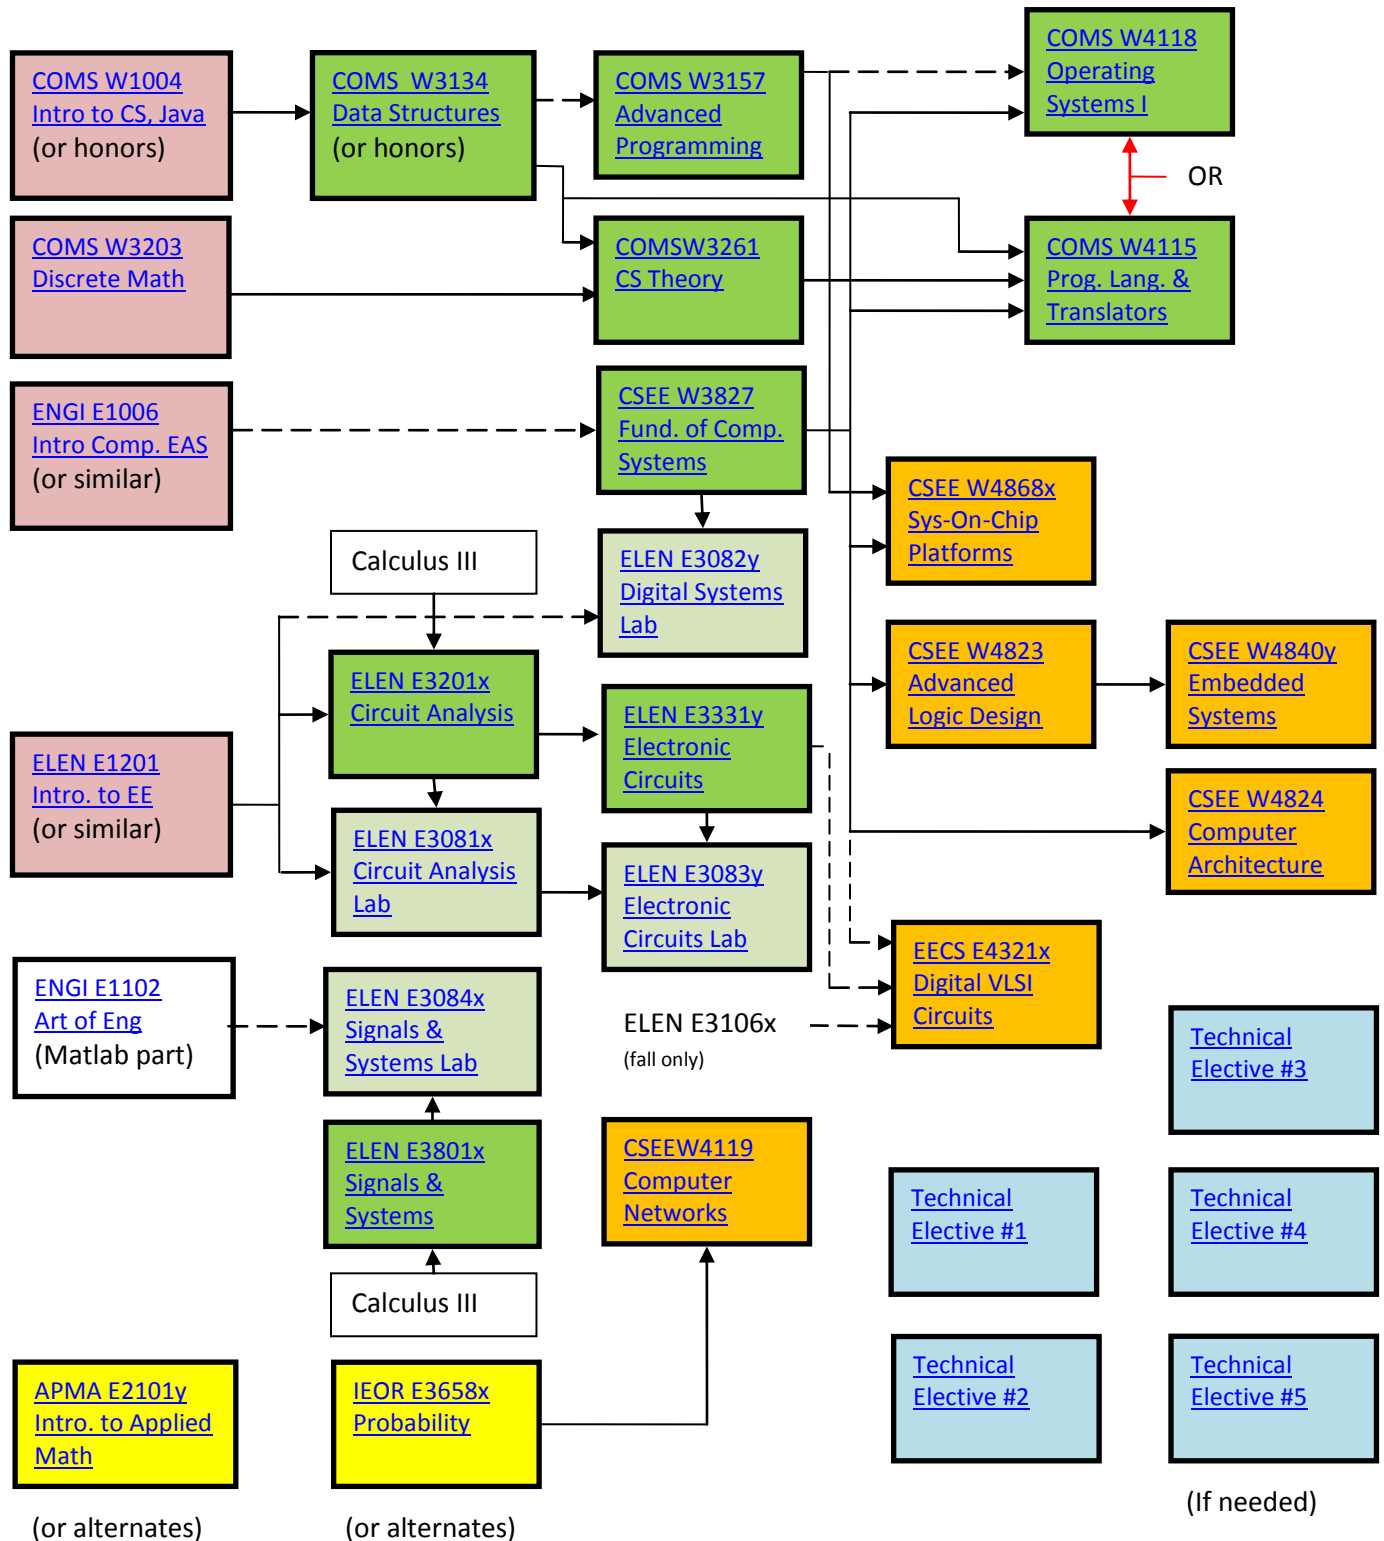 COMS W1004
Intro to CS, Java
(or honors)
COMS  W3134
Data Structures
(or honors)
COMS W3157
Advanced
Programming
COMS W4118
Operating
Systems I
OR
COMS W3203
Discrete Math
COMSW3261
CS Theory
COMS W4115
Prog. Lang. &
Translators
ENGI E1006
Intro Comp. EAS
(or similar)
CSEE W3827
Fund. of Comp.
Systems
CSEE W4868x
Sys-On-Chip
Platforms
Calculus III
ELEN E3082y
Digital Systems
Lab
ELEN E3201x
Circuit Analysis
CSEE W4823
Advanced
Logic Design
CSEE W4840y
Embedded
Systems
ELEN E1201
Intro. to EE
(or similar)
ELEN E3331y
Electronic
Circuits
CSEE W4824
Computer
Architecture
ELEN E3081x
Circuit Analysis
Lab
ELEN E3083y
Electronic
Circuits Lab
EECS E4321x
Digital VLSI
Circuits
ENGI E1102
Art of Eng
(Matlab part)
ELEN E3084x
Signals &
Systems Lab
ELEN E3106x
(fall only)
Technical
Elective #3
ELEN E3801x
Signals &
Systems
CSEEW4119
Computer
Networks
Technical
Elective #1
Technical
Elective #4
Calculus III
APMA E2101y
Intro. to Applied
Math
(or alternates)
IEOR E3658x
Probability
(or alternates)
Technical
Elective #2
Technical
Elective #5
(If needed)